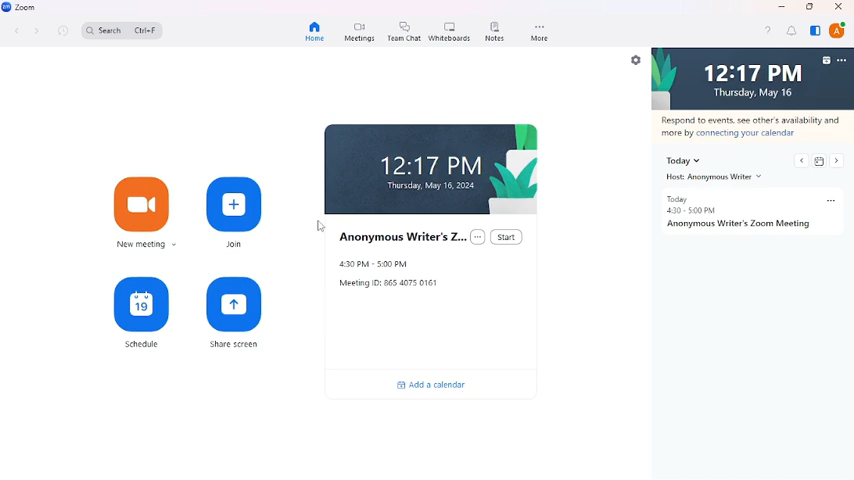 zm Zoom
Search Ctrl+F
Home
Meetings
Team Chat
Whiteboards
Notes
More
A
12:17 PM
Thursday, May 16, 2024
Anonymous Writer's Z... Start
4:30 PM - 5:00 PM
Meeting ID: 865 4075 0161
Add a calendar
New meeting
Join
19
Schedule
Share screen
12:17 PM
Thursday, May 16
Respond to events, see other's availability and
more by connecting your calendar
Today
Host: Anonymous Writer
Today
4:30 - 5:00 PM
Anonymous Writer's Zoom Meeting